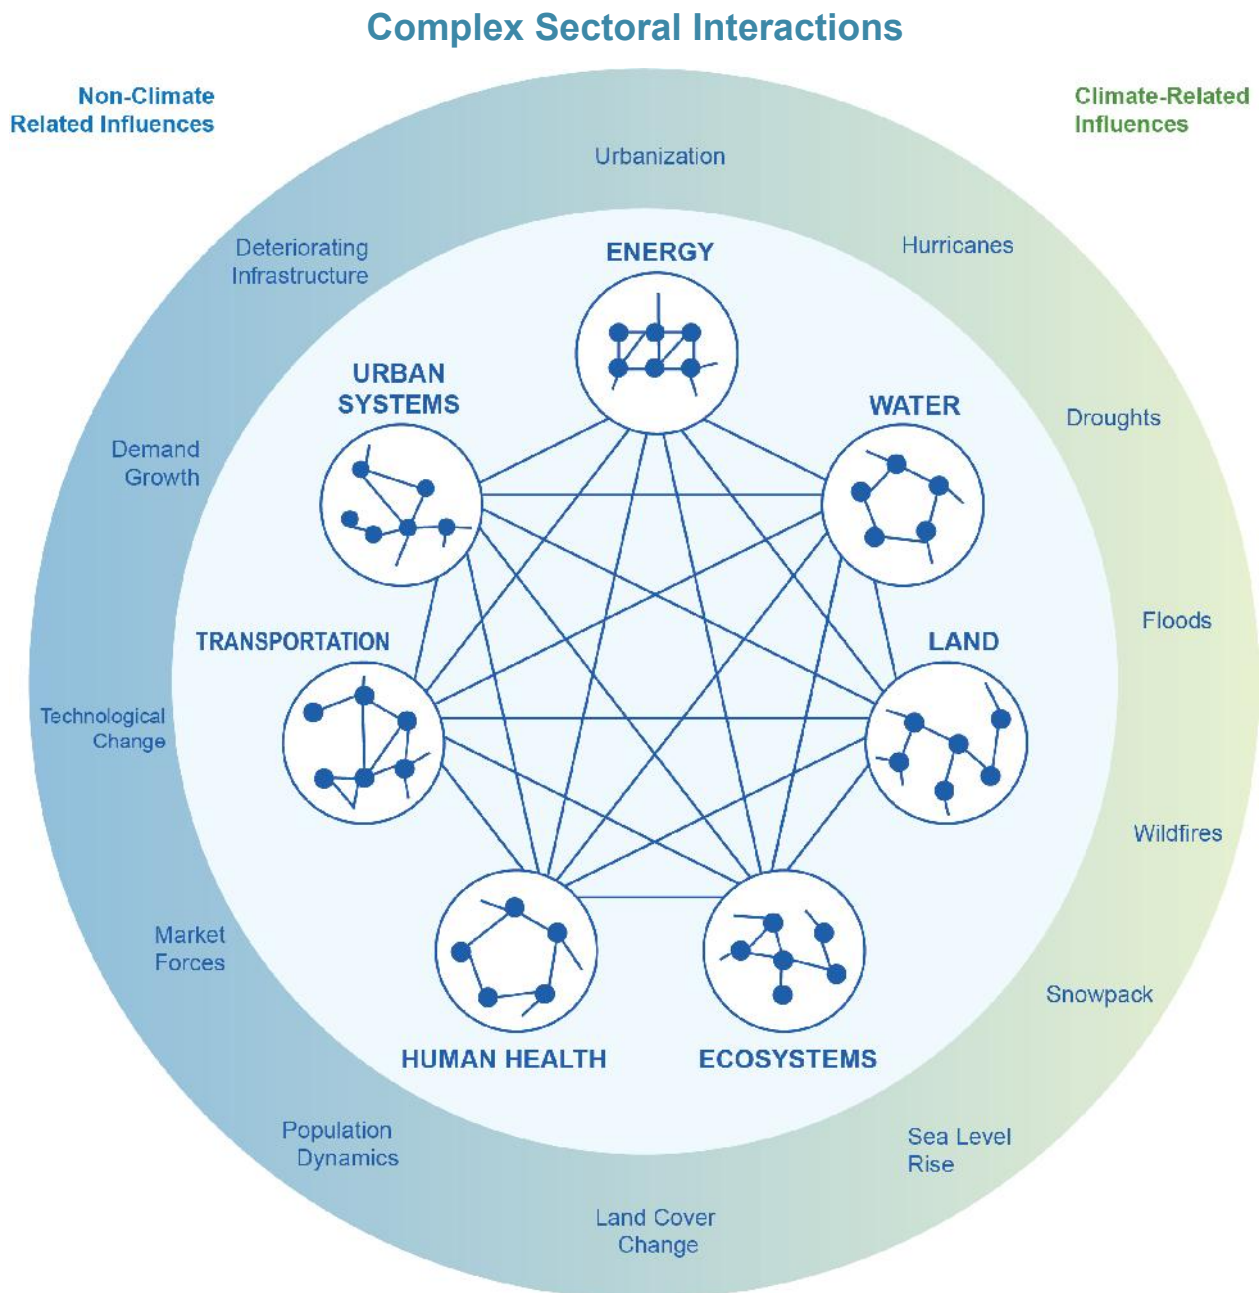 Complex Sectoral Interactions
Non-Climate
Related Influences
Climate-Related
Influences
Urbanization
Deteriorating
Infrastructure
Hurricanes
ENERGY
URBAN
SYSTEMS
WATER
Demand
Growth
Droughts
TRANSPORTATION
LAND
Floods
Technological
Change
Wildfires
Market
Forces
Snowpack
HUMAN HEALTH
ECOSYSTEMS
Population
Dynamics
Sea Level
Rise
Land Cover
Change